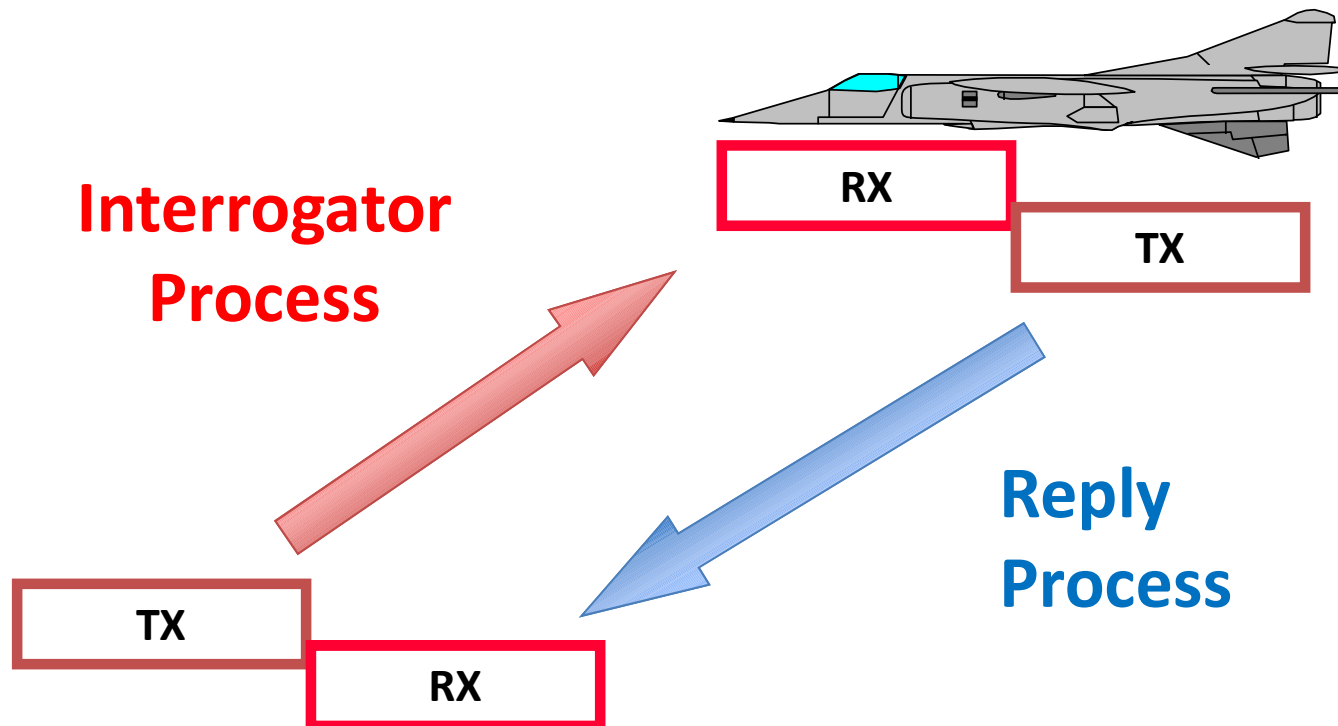 RX
Interrogator
Process
TX
Reply
Process
TX
RX